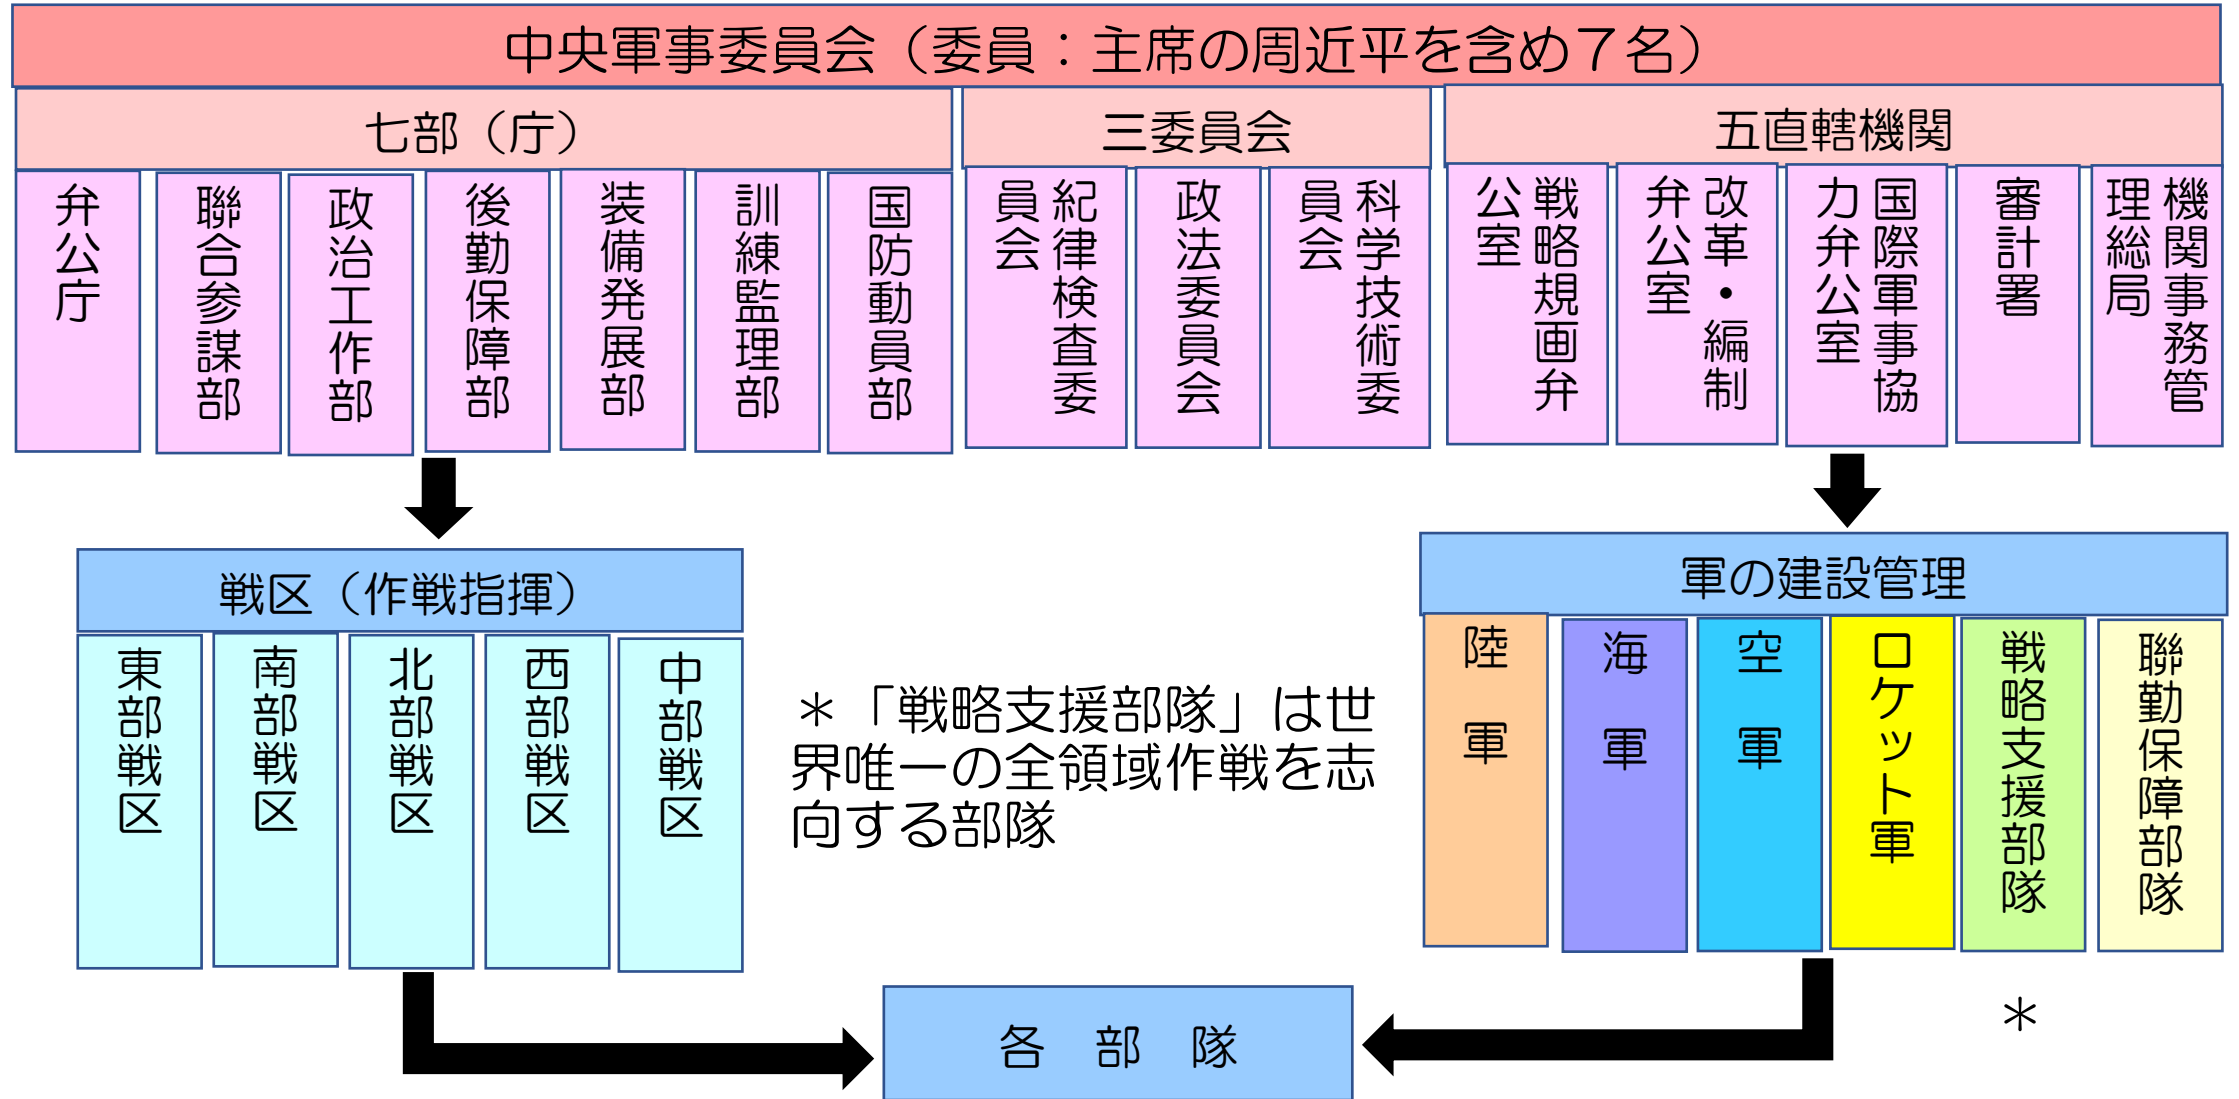 中央軍事委員会（委員：主席の周近平を含め７名）
七部（庁）
三委員会
五直轄機関
弁公庁
聯合参謀部
政治工作部
後勤保障部
装備発展部
訓練監理部
国防動員部
紀律検査委
員会
政法委員会
科学技術委
員会
戦略規画弁
公室
改革・編制
弁公室
国際軍事協
力弁公室
審計署
機関事務管
理総局
戦区（作戦指揮）
軍の建設管理
東部戦区
南部戦区
北部戦区
西部戦区
中部戦区
＊「戦略支援部隊」は世
界唯一の全領域作戦を志
向する部隊
陸　軍
海　軍
空　軍
ロケット軍
戦略支援部隊
聯勤保障部隊
＊
各　部　隊